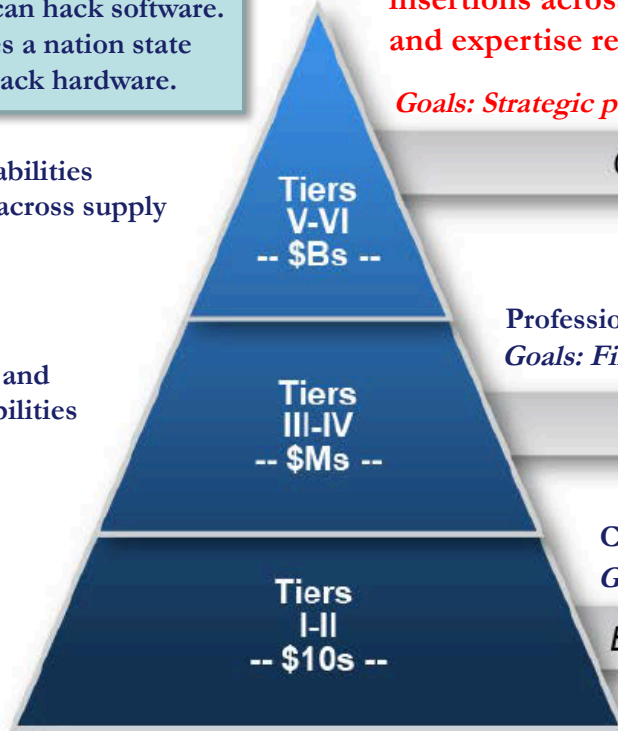 can hack software.
a nation state
ack hardware.
insertions across
and expertise re
Goals: Strategic p
abilities
across supply
Tiers
V-VI
-- $Bs --
Professio
Goals: Fi
and
bilities
Tiers
III-IV
-- $Ms --
Tiers
I-II
-- $10s --